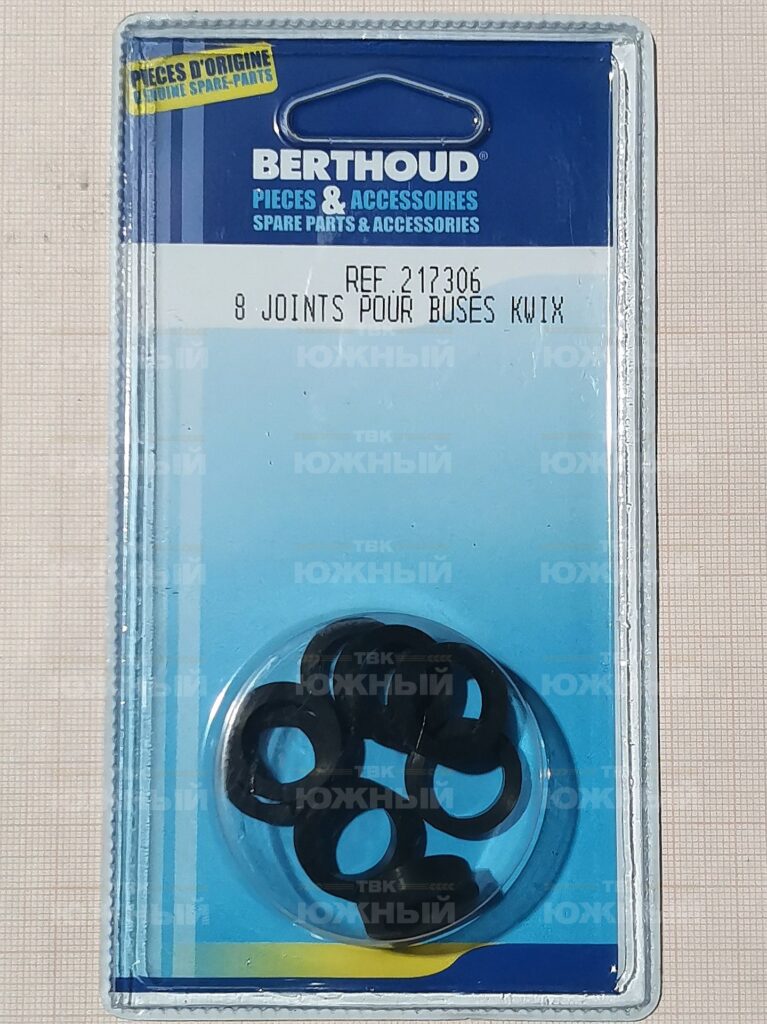 PIECES D'ORIGINE
GENUINE SPARE-PARTS
BERTHOUD®
PIECES & ACCESSOIRES
SPARE PARTS & ACCESSORIES
REF.217306
8 JOINTS POUR BUSES KWIX
ТВК
ЮЖНЫЙ